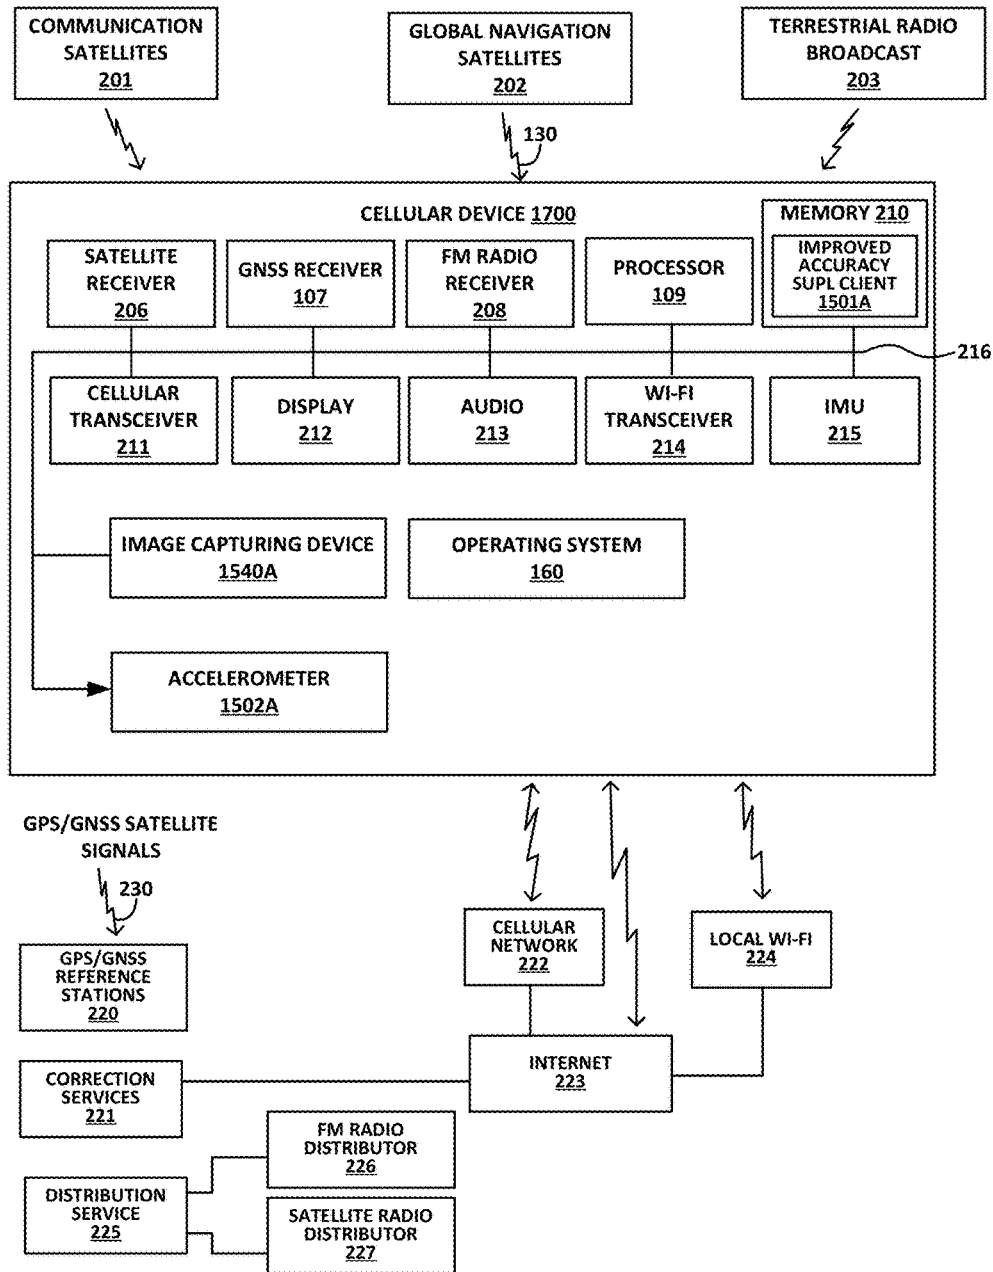 COMMUNICATION
SATELLITES
201
GLOBAL NAVIGATION
SATELLITES
202
TERRESTRIAL RADIO
BROADCAST
203
130
CELLULAR DEVICE 1700
MEMORY 210
IMPROVED
ACCURACY
SUPL CLIENT
1501A
SATELLITE
RECEIVER
206
GNSS RECEIVER
107
FM RADIO
RECEIVER
208
PROCESSOR
109
216
CELLULAR
TRANSCEIVER
211
DISPLAY
212
AUDIO
213
WI-FI
TRANSCEIVER
214
IMU
215
IMAGE CAPTURING DEVICE
1540A
OPERATING SYSTEM
160
ACCELEROMETER
1502A
GPS/GNSS SATELLITE
SIGNALS
230
GPS/GNSS
REFERENCE
STATIONS
220
CELLULAR
NETWORK
222
LOCAL WI-FI
224
INTERNET
223
CORRECTION
SERVICES
221
FM RADIO
DISTRIBUTOR
226
DISTRIBUTION
SERVICE
225
SATELLITE RADIO
DISTRIBUTOR
227